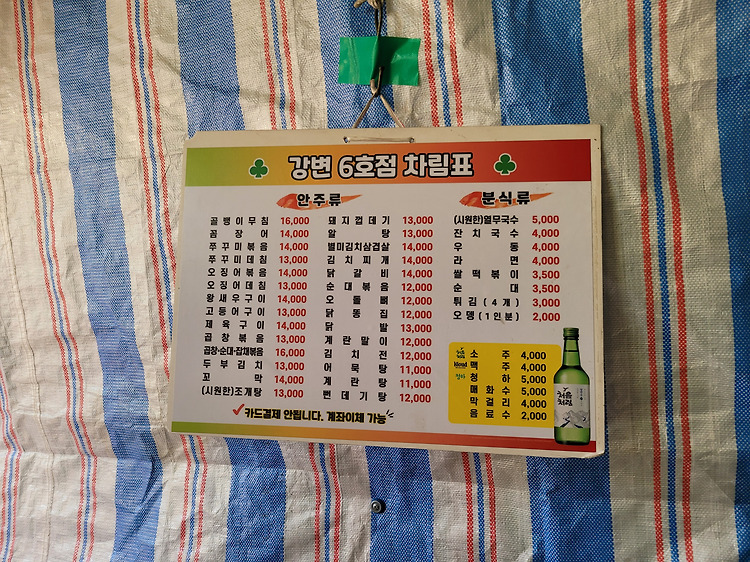 강변 6호점 차림표
안주류
골뱅이무침 16,000
꼼장어 14,000
쭈꾸미볶음 14,000
쭈꾸미데침 13,000
오징어볶음 14,000
오징어데침 13,000
왕새우구이 14,000
고등어구이 13,000
제육구이 14,000
곱창볶음 13,000
곱창·순대·잡채볶음 16,000
두부김치 13,000
꼬막 14,000
(시원한)조개탕 13,000
돼지껍데기 13,000
알탕 13,000
별미김치삼겹살 14,000
김치찌개 14,000
닭갈비 14,000
순대볶음 12,000
오돌뼈 12,000
닭똥집 12,000
닭발 13,000
계란말이 12,000
김치전 12,000
어묵탕 11,000
계란탕 11,000
뻔데기탕 12,000
분식류
(시원한)열무국수 5,000
잔치국수 4,000
우동 4,000
라면 4,000
쌀떡볶이 3,500
순대 3,500
튀김(4개) 3,000
오뎅(1인분) 2,000
소주 4,000
맥주 4,000
청하 5,000
매화수 5,000
막걸리 4,000
음료수 2,000
처음처럼
카드결제 안됩니다. 계좌이체 가능